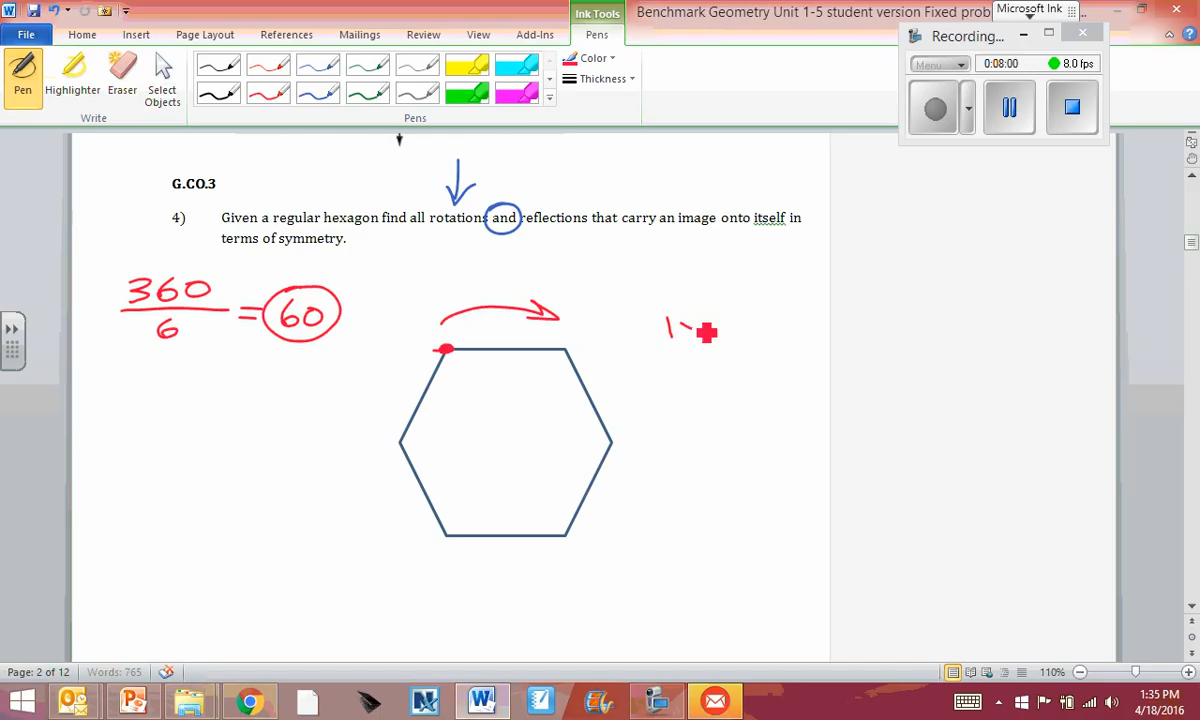 Ink Tools
Benchmark Geometry Unit 1-5 student version Fixed prob
Microsoft Ink
File Home Insert Page Layout References Mailings Review View Add-Ins Pens
Recording...
Menu 0:08:00 8.0 fps
Color
Thickness
Pen Highlighter Eraser Select Objects
Write Pens
G.CO.3
4) Given a regular hexagon find all rotations and reflections that carry an image onto itself in
terms of symmetry.
360
6
= 60
Page: 2 of 12 Words: 765 110%
1:35 PM
4/18/2016